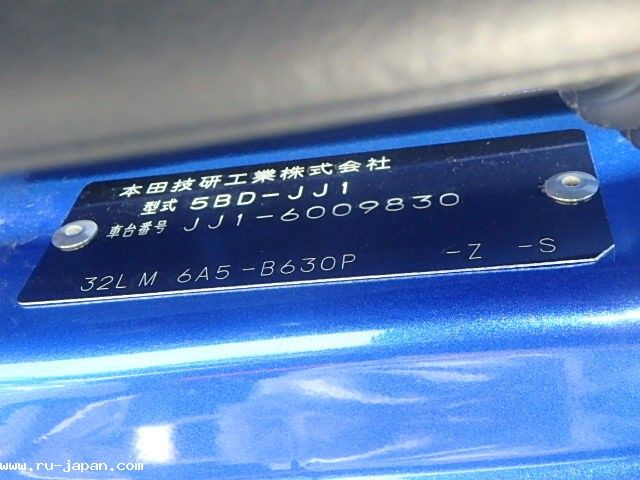 本田技研工業株式会社
型式 5BD-JJ1
車台番号 JJ1-6009830
32LM 6A5-B630P -Z -S
www.ru-japan.com